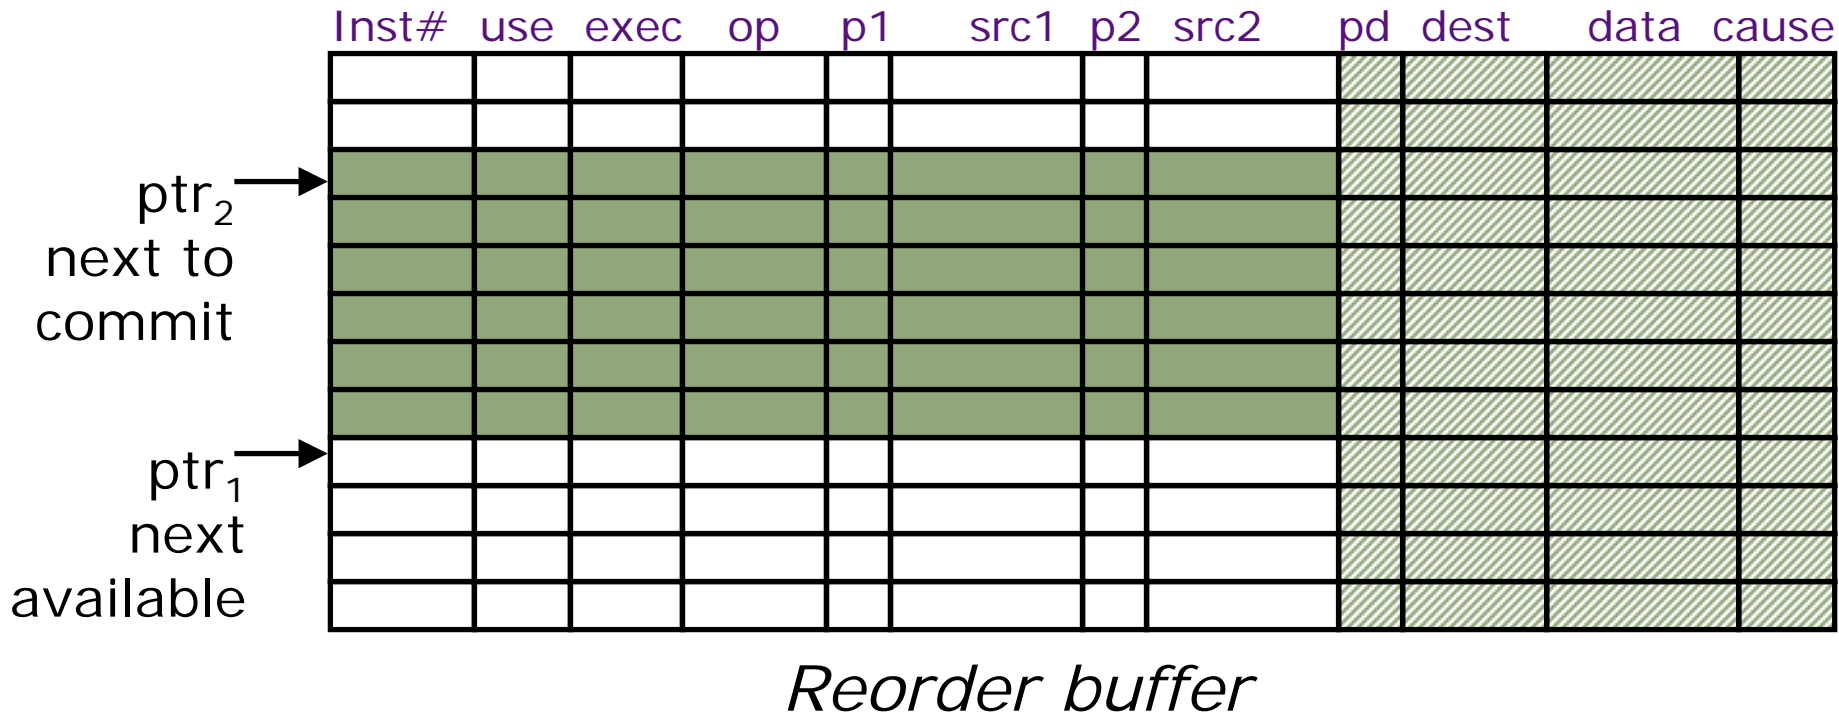 Inst# use exec op p1 src1 p2 src2 pd dest data cause
ptr₂
next to
commit
ptr₁
next
available
Reorder buffer